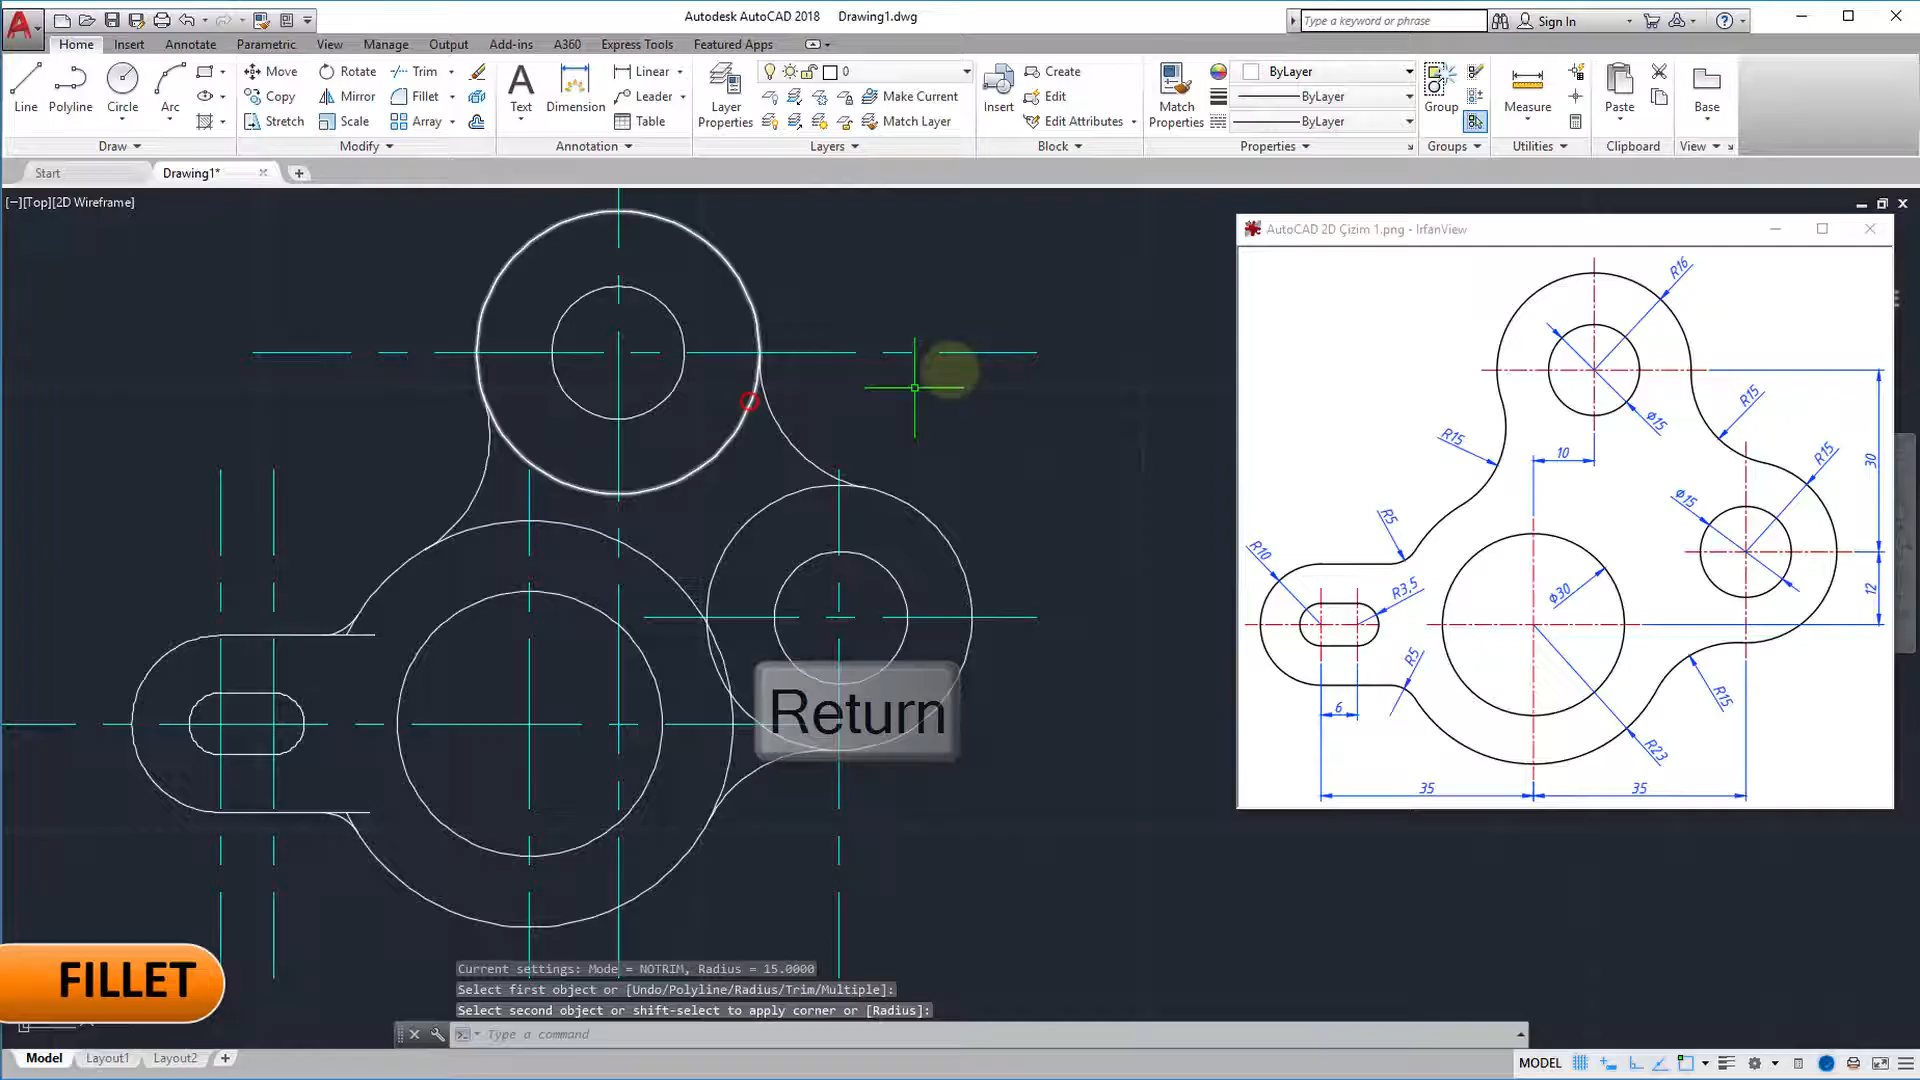 Autodesk AutoCAD 2018 Drawing1.dwg
Type a keyword or phrase
Sign In
Home Insert Annotate Parametric View Manage Output Add-ins A360 Express Tools Featured Apps
Line Polyline Circle Arc
Move Rotate Trim
Copy Mirror Fillet
Stretch Scale Array
Text Dimension
Linear
Leader
Table
Layer Properties
0
Make Current
Match Layer
Insert
Create
Edit
Edit Attributes
Match Properties
ByLayer
ByLayer
ByLayer
Group
Measure
Paste
Base
Draw Modify Annotation Layers Block Properties Groups Utilities Clipboard View
Start Drawing1*
[−][Top][2D Wireframe]
AutoCAD 2D Çizim 1.png - IrfanView
R16
R15
ϕ15
R15
R15
10
30
ϕ15
R5
R10
R3,5
ϕ30
12
R5
R15
6
R23
35
35
Return
FILLET
Current settings: Mode = NOTRIM, Radius = 15.0000
Select first object or [Undo/Polyline/Radius/Trim/Multiple]:
Select second object or shift-select to apply corner or [Radius]:
Type a command
Model Layout1 Layout2
MODEL